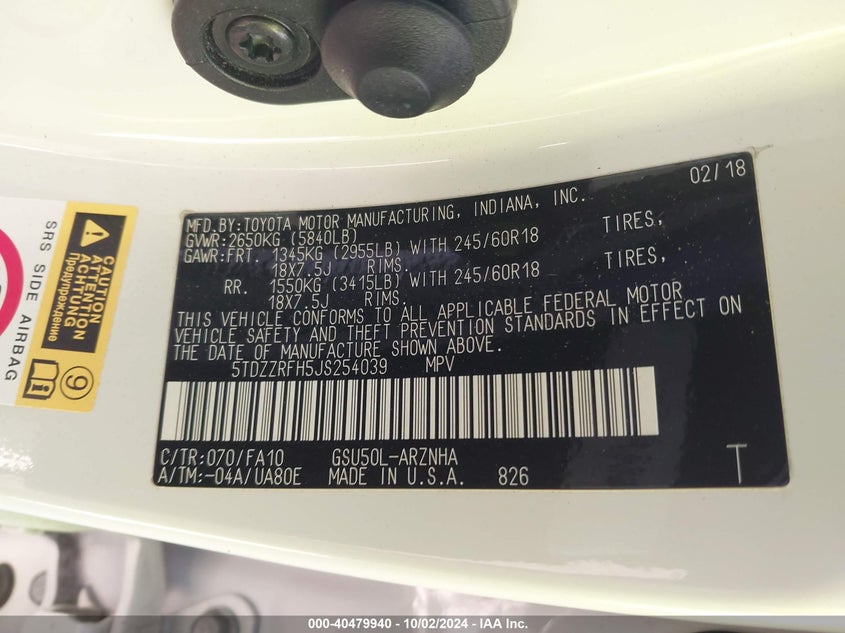 02/18
MFD.BY:TOYOTA MOTOR MANUFACTURING, INDIANA, INC.
GVWR:2650KG (5840LB)
GAWR:FRT. 1345KG (2955LB) WITH 245/60R18 TIRES,
18X7.5J RIMS.
RR. 1550KG (3415LB) WITH 245/60R18 TIRES,
18X7.5J RIMS.
THIS VEHICLE CONFORMS TO ALL APPLICABLE FEDERAL MOTOR
VEHICLE SAFETY AND THEFT PREVENTION STANDARDS IN EFFECT ON
THE DATE OF MANUFACTURE SHOWN ABOVE.
5TDZZRFH5JS254039 MPV
C/TR:070/FA10 GSU50L-ARZNHA
A/TM:-04A/UA80E MADE IN U.S.A. 826 T
SRS SIDE AIRBAG
CAUTION
ATTENTION
ACHTUNG
Предупреждение
9
000-40479940 - 10/02/2024 - IAA Inc.